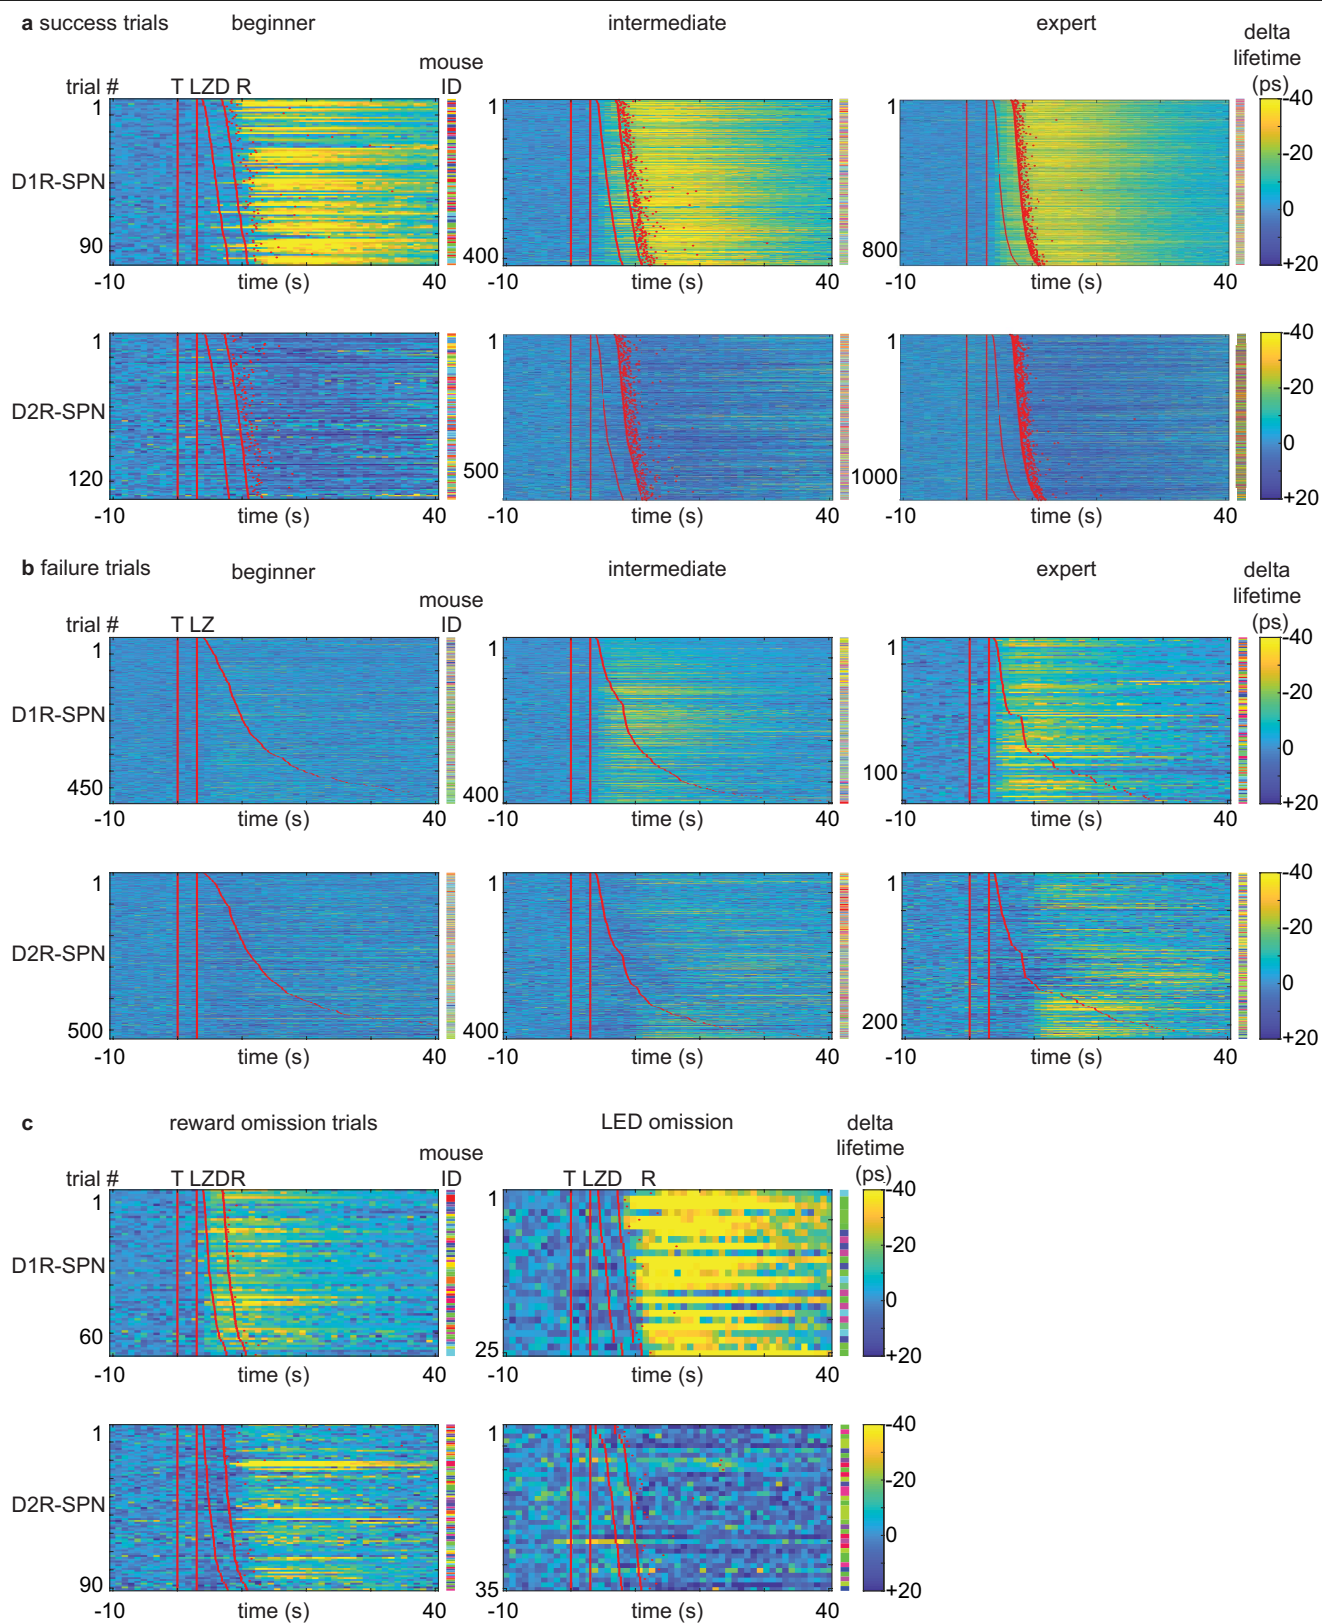 a success trials beginner intermediate expert
delta
lifetime
(ps)
mouse
ID
trial # T LZD R
D1R-SPN
1
90
-10 time (s) 40
1
400
-10 time (s) 40
1
800
-10 time (s) 40
-40
-20
0
+20
D2R-SPN
1
120
-10 time (s) 40
1
500
-10 time (s) 40
1
1000
-10 time (s) 40
-40
-20
0
+20
b failure trials beginner intermediate expert
delta
lifetime
(ps)
mouse
ID
trial # T LZ
D1R-SPN
1
450
-10 time (s) 40
1
400
-10 time (s) 40
1
100
-10 time (s) 40
-40
-20
0
+20
D2R-SPN
1
500
-10 time (s) 40
1
400
-10 time (s) 40
1
200
-10 time (s) 40
-40
-20
0
+20
c reward omission trials LED omission
delta
lifetime
(ps)
mouse
ID
trial # T LZDR
T LZD R
D1R-SPN
1
60
-10 time (s) 40
1
25
-10 time (s) 40
-40
-20
0
+20
D2R-SPN
1
90
-10 time (s) 40
1
35
-10 time (s) 40
-40
-20
0
+20